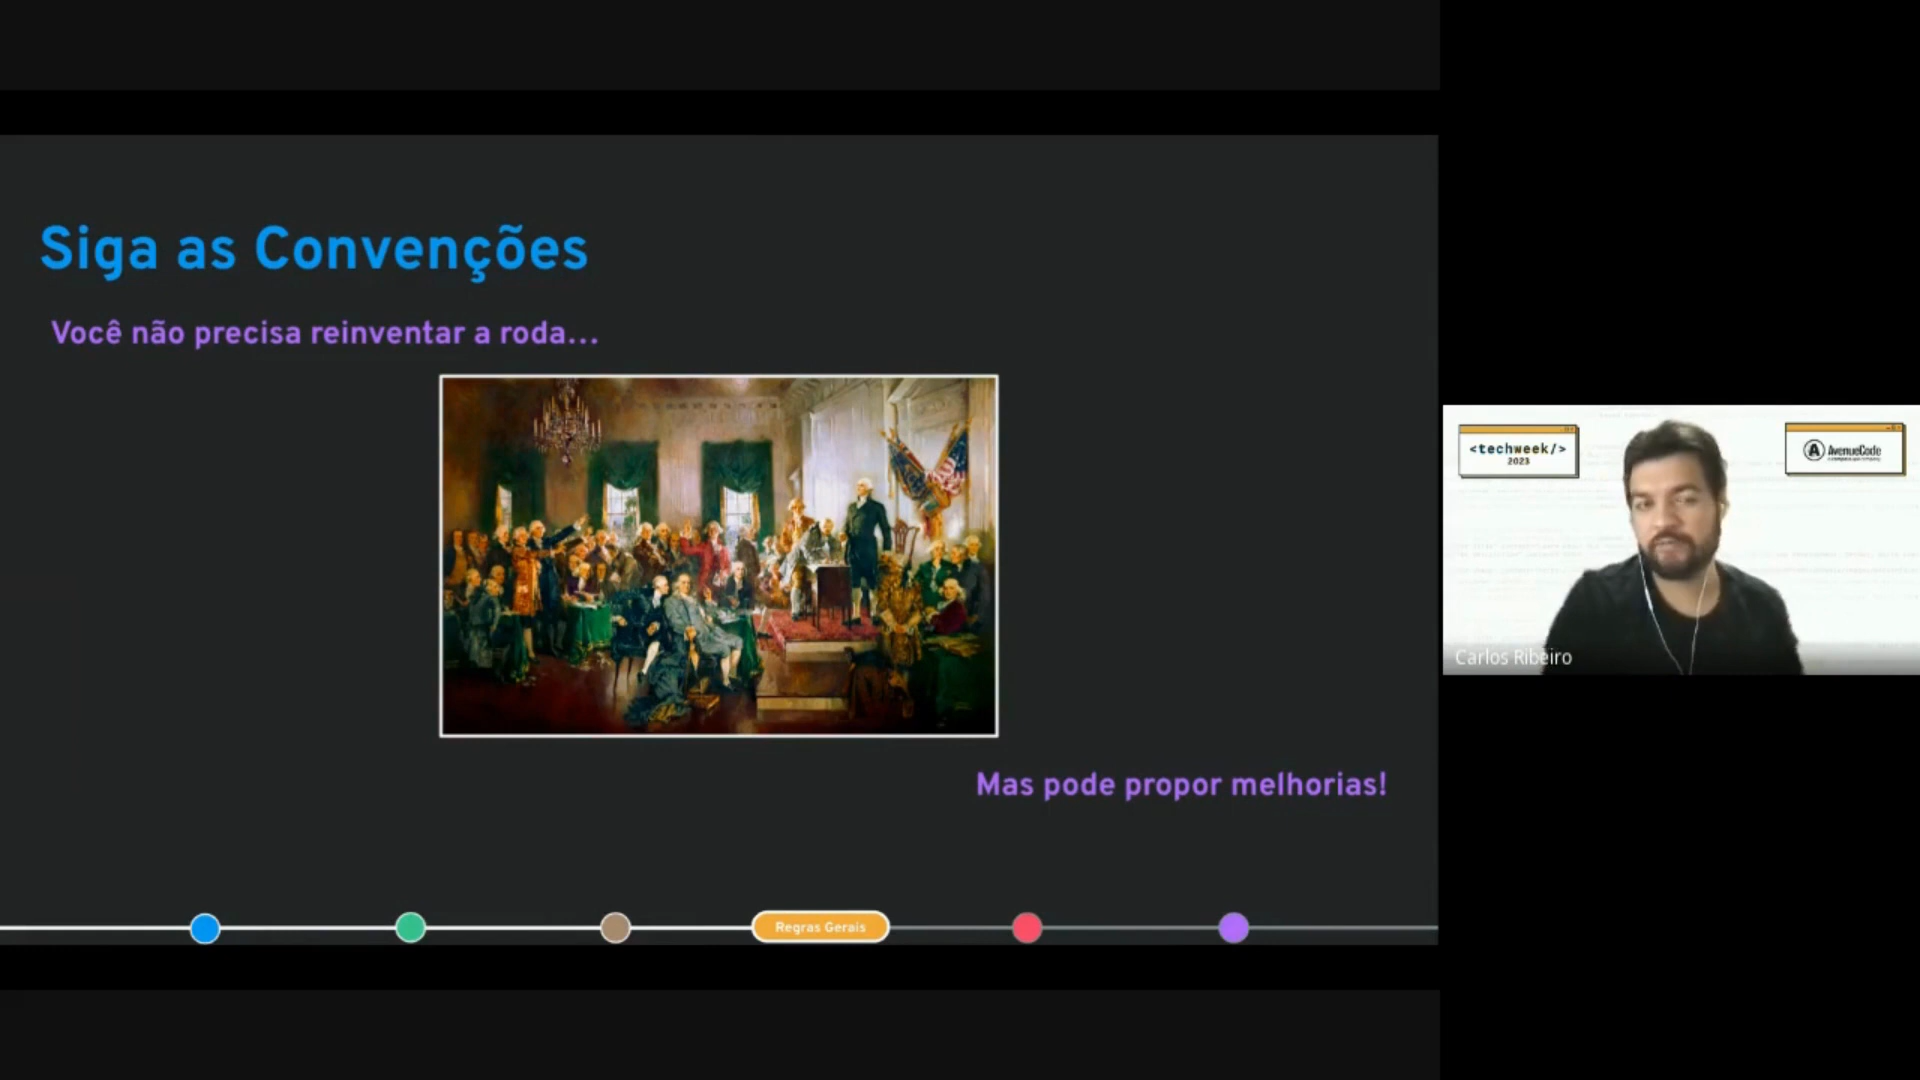 Siga as Convenções
Você não precisa reinventar a roda...
Mas pode propor melhorias!
Regras Gerais
<techweek/>
2023
AvenueCode
Carlos Ribeiro